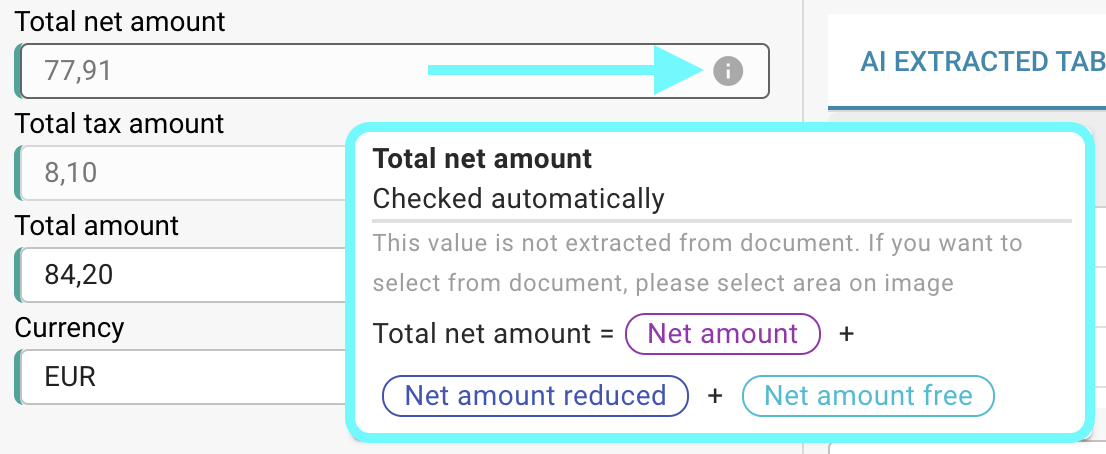 Total net amount
77,91
AI EXTRACTED TAB
Total tax amount
8,10
Total amount
84,20
Currency
EUR
Total net amount
Checked automatically
This value is not extracted from document. If you want to
select from document, please select area on image
Total net amount = Net amount +
Net amount reduced + Net amount free